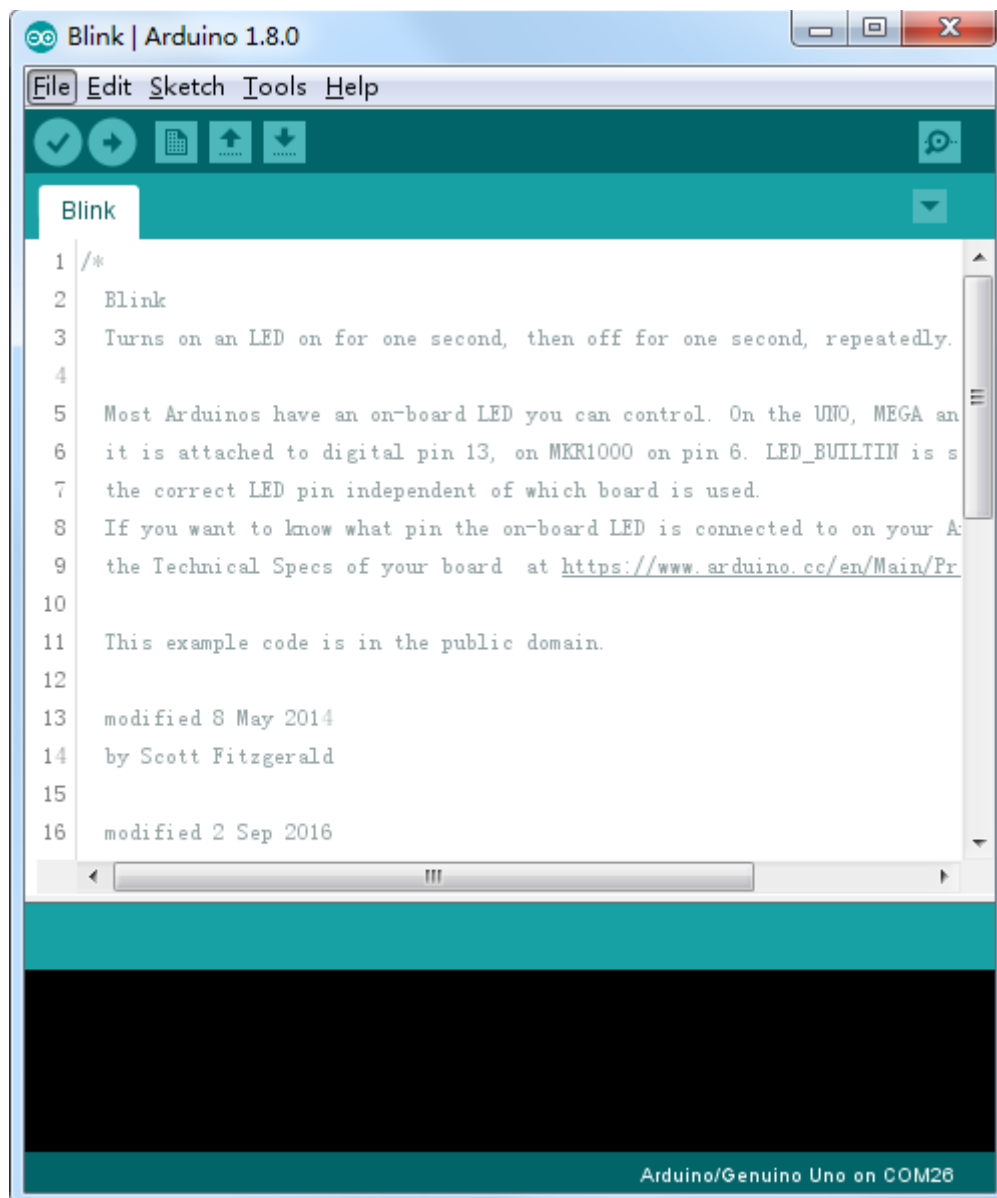 Blink | Arduino 1.8.0
File Edit Sketch Tools Help
Blink
1 /*
2 Blink
3 Turns on an LED on for one second, then off for one second, repeatedly.
4
5 Most Arduinos have an on-board LED you can control. On the UNO, MEGA an
6 it is attached to digital pin 13, on MKR1000 on pin 6. LED_BUILTIN is s
7 the correct LED pin independent of which board is used.
8 If you want to know what pin the on-board LED is connected to on your A
9 the Technical Specs of your board at https://www.arduino.cc/en/Main/Pr
10
11 This example code is in the public domain.
12
13 modified 8 May 2014
14 by Scott Fitzgerald
15
16 modified 2 Sep 2016
Arduino/Genuino Uno on COM26